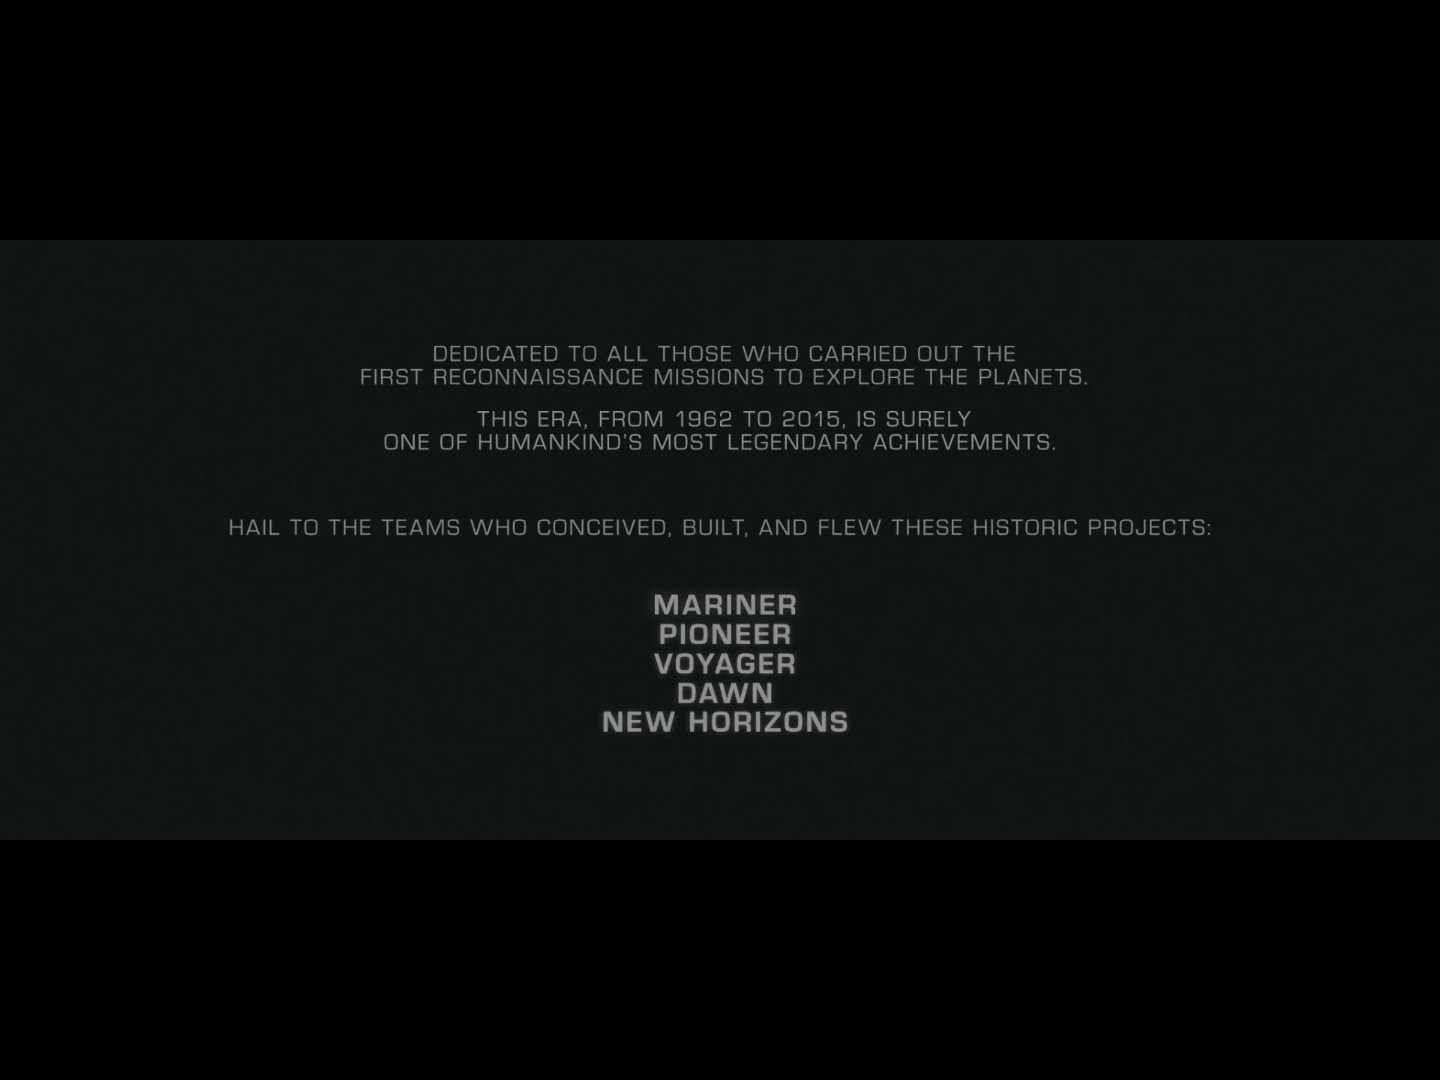 DEDICATED TO ALL THOSE WHO CARRIED OUT THE
FIRST RECONNAISSANCE MISSIONS TO EXPLORE THE PLANETS.
THIS ERA, FROM 1962 TO 2015, IS SURELY
ONE OF HUMANKIND'S MOST LEGENDARY ACHIEVEMENTS.
HAIL TO THE TEAMS WHO CONCEIVED, BUILT, AND FLEW THESE HISTORIC PROJECTS:
MARINER
PIONEER
VOYAGER
DAWN
NEW HORIZONS